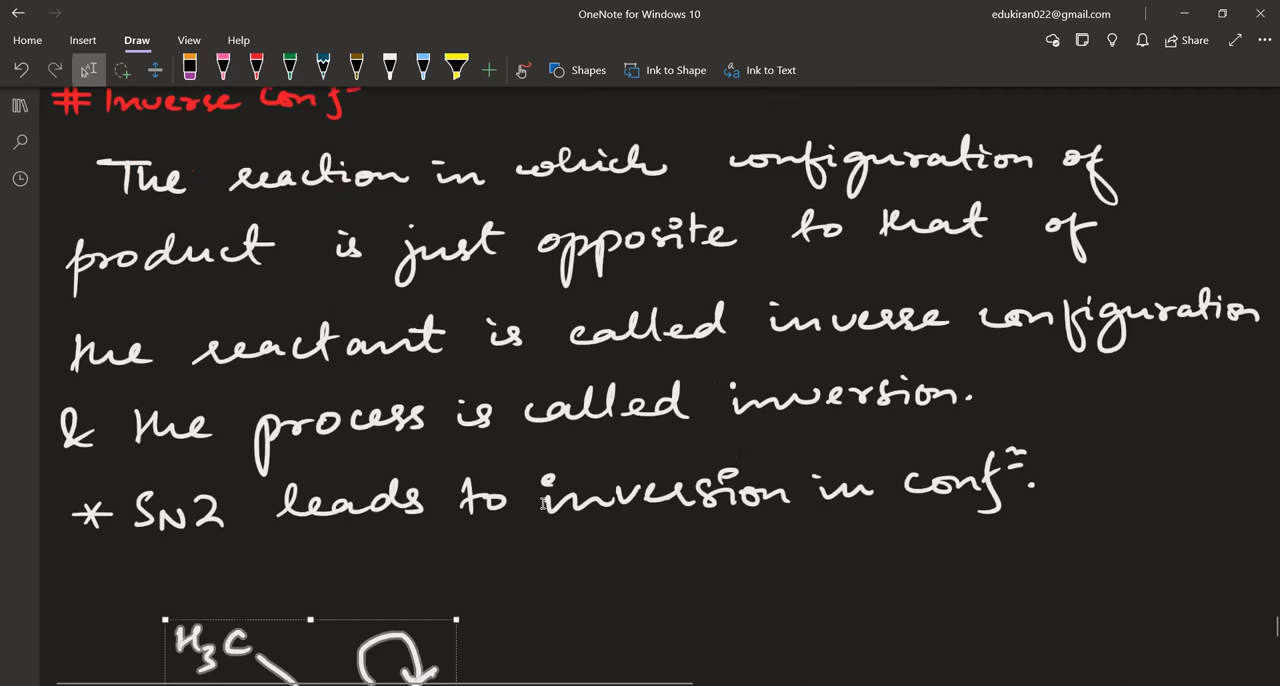 OneNote for Windows 10
edukiran022@gmail.com
Home Insert Draw View Help
Share
Shapes Ink to Shape Ink to Text
# Inverse Confⁿ
The reaction in which configuration of
product is just opposite to that of
the reactant is called inverse configuration
& the process is called inversion.
* SN2 leads to inversion in confⁿ.
H3C